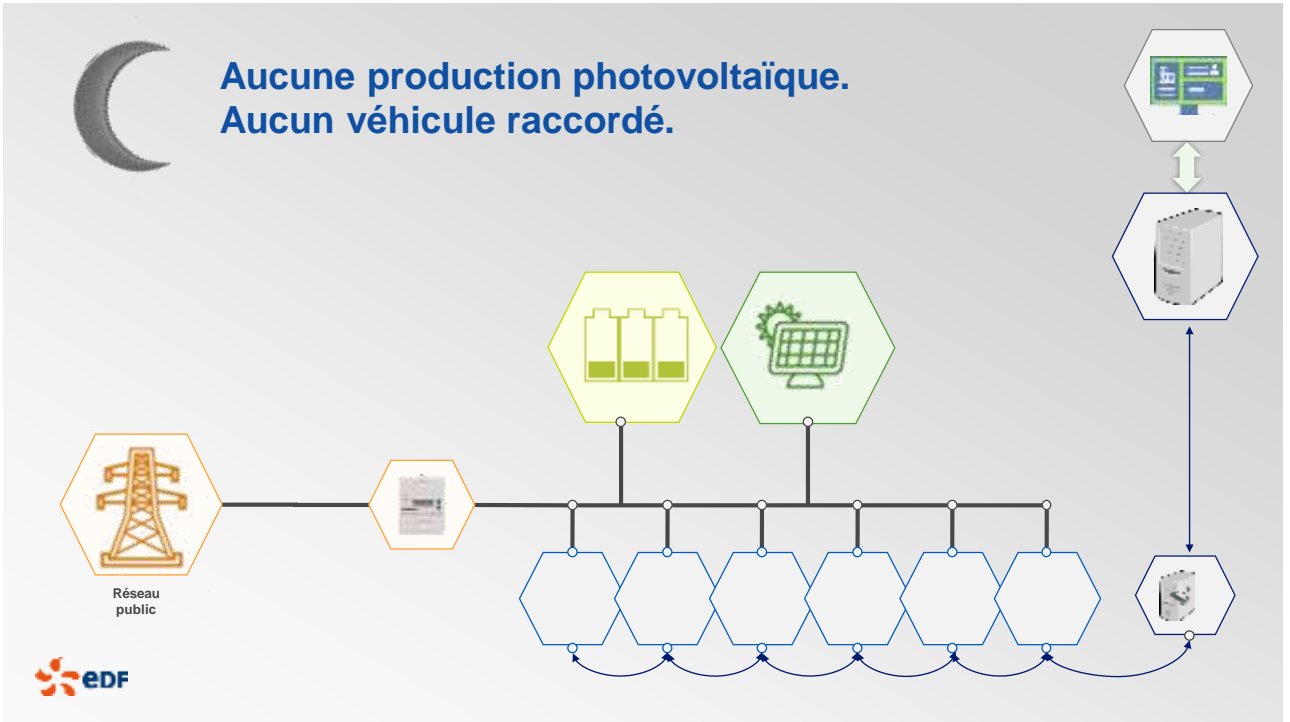 Aucune production photovoltaïque.
Aucun véhicule raccordé.
Réseau
public
eDF